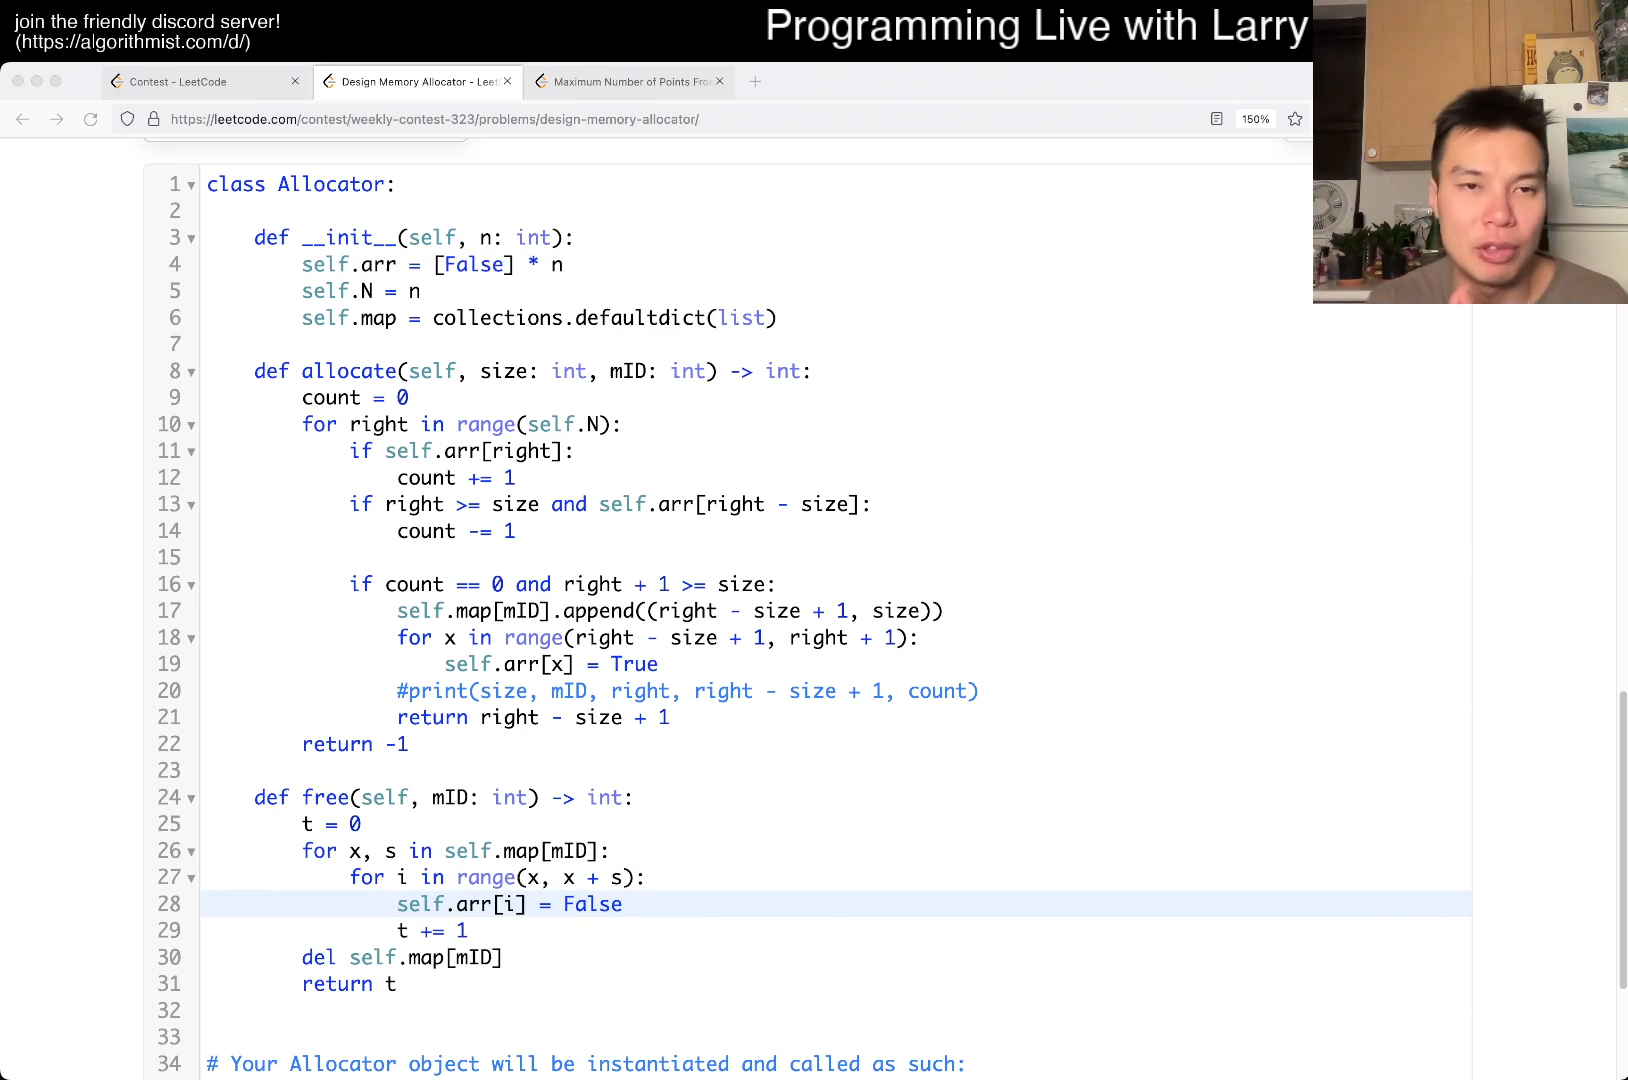 join the friendly discord server!
(https://algorithmist.com/d/)
Programming Live with Larry
Contest - LeetCode
Design Memory Allocator - Leet
Maximum Number of Points Fro
https://leetcode.com/contest/weekly-contest-323/problems/design-memory-allocator/
150%
1 class Allocator:
2
3 def __init__(self, n: int):
4 self.arr = [False] * n
5 self.N = n
6 self.map = collections.defaultdict(list)
7
8 def allocate(self, size: int, mID: int) -> int:
9 count = 0
10 for right in range(self.N):
11 if self.arr[right]:
12 count += 1
13 if right >= size and self.arr[right - size]:
14 count -= 1
15
16 if count == 0 and right + 1 >= size:
17 self.map[mID].append((right - size + 1, size))
18 for x in range(right - size + 1, right + 1):
19 self.arr[x] = True
20 #print(size, mID, right, right - size + 1, count)
21 return right - size + 1
22 return -1
23
24 def free(self, mID: int) -> int:
25 t = 0
26 for x, s in self.map[mID]:
27 for i in range(x, x + s):
28 self.arr[i] = False
29 t += 1
30 del self.map[mID]
31 return t
32
33
34 # Your Allocator object will be instantiated and called as such: